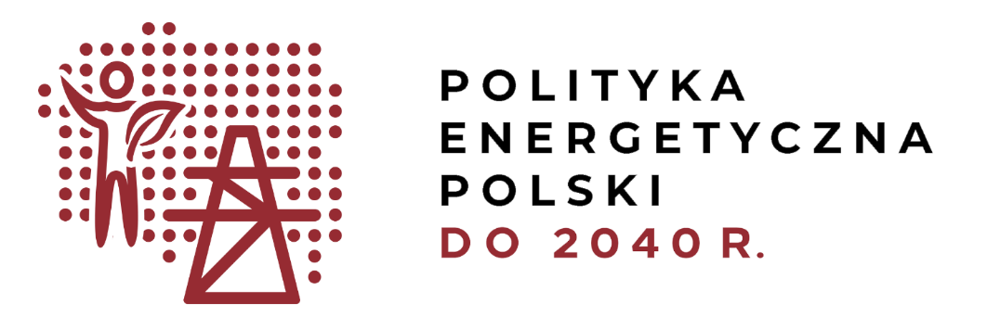 POLITYKA
ENERGETYCZNA
POLSKI
DO 2040 R.